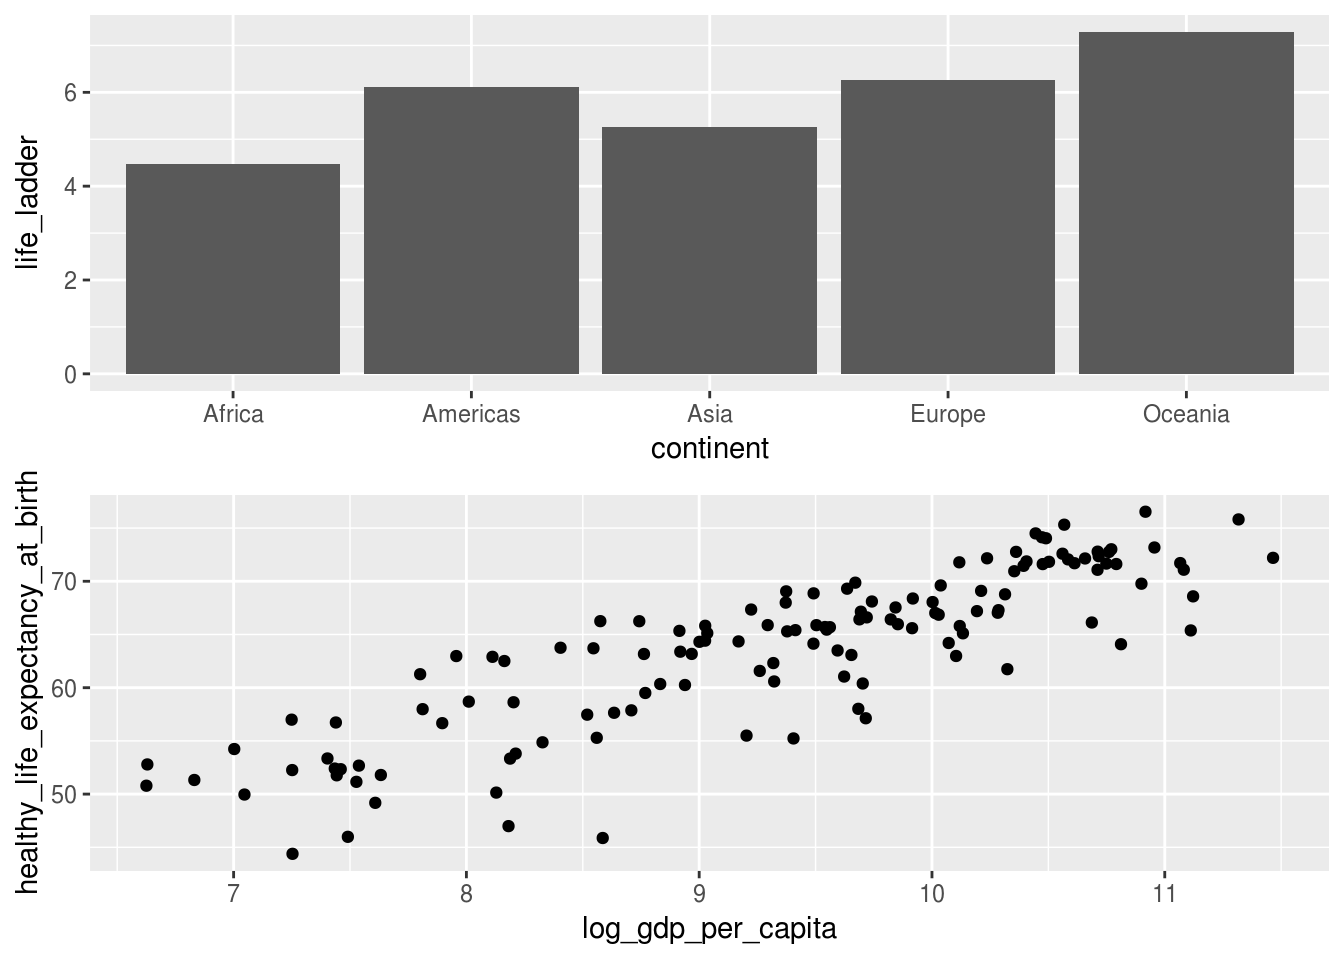 life_ladder
6
4
2
0
Africa Americas Asia Europe Oceania
continent
healthy_life_expectancy_at_birth
70
60
50
7 8 9 10 11
log_gdp_per_capita